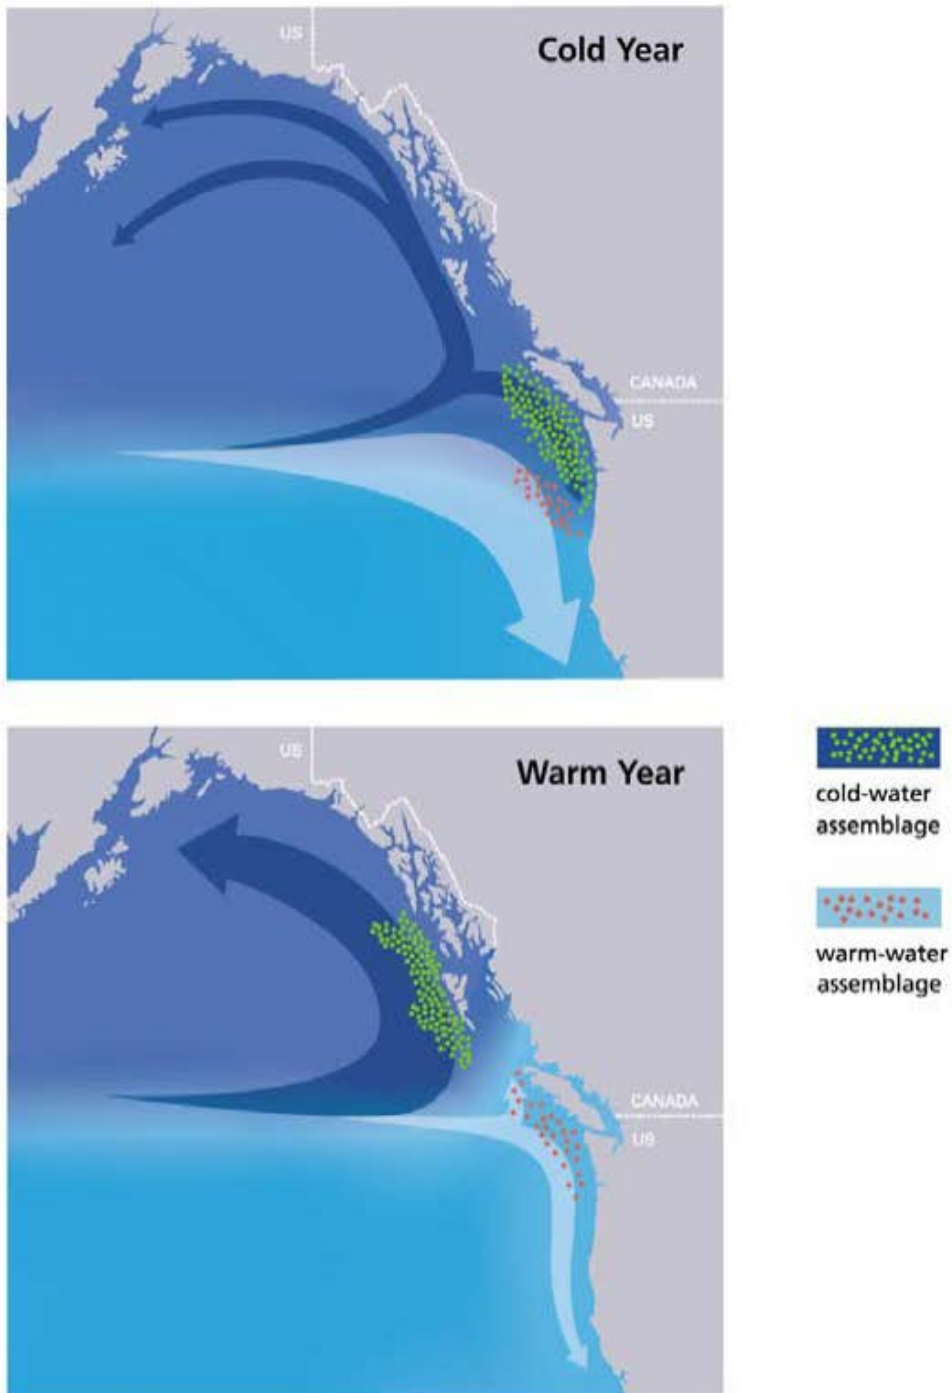 US
Cold Year
CANADA
US
US
Warm Year
CANADA
US
cold-water
assemblage
warm-water
assemblage